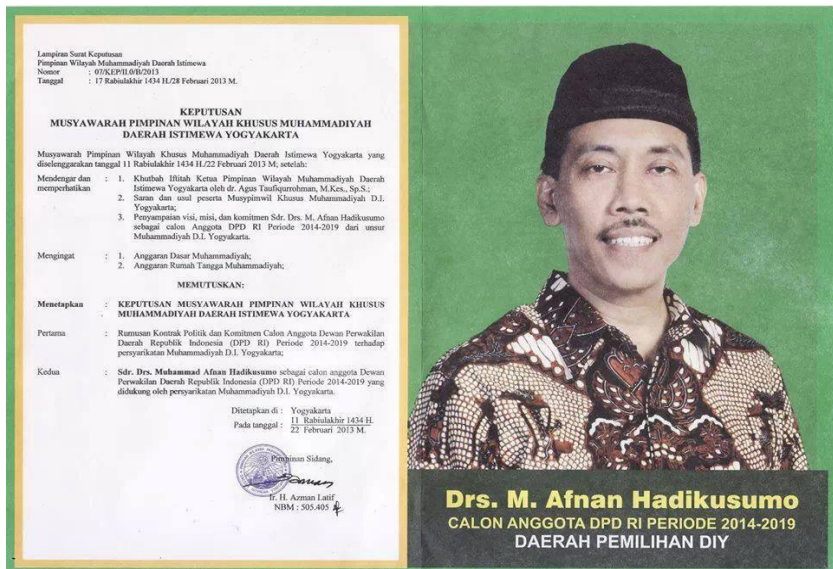 Lampiran Surat Keputusan
Pimpinan Wilayah Muhammadiyah Daerah Istimewa
Nomor : 07/KEP/II.0/B/2013
Tanggal : 17 Rabiulakhir 1434 H./28 Februari 2013 M.
KEPUTUSAN
MUSYAWARAH PIMPINAN WILAYAH KHUSUS MUHAMMADIYAH
DAERAH ISTIMEWA YOGYAKARTA
Musyawarah Pimpinan Wilayah Khusus Muhammadiyah Daerah Istimewa Yogyakarta yang
diselenggarakan tanggal 11 Rabiulakhir 1434 H./22 Februari 2013 M, setelah:
Mendengar dan : 1. Khutbah Iftitah Ketua Pimpinan Wilayah Muhammadiyah Daerah
memperhatikan Istimewa Yogyakarta oleh dr. Agus Taufiqurrohman, M.Kes., Sp.S.;
2. Saran dan usul peserta Musypimwil Khusus Muhammadiyah D.I.
Yogyakarta;
3. Penyampaian visi, misi, dan komitmen Sdr. Drs. M. Afnan Hadikusumo
sebagai calon Anggota DPD RI Periode 2014-2019 dari unsur
Muhammadiyah D.I. Yogyakarta.
Mengingat : 1. Anggaran Dasar Muhammadiyah;
2. Anggaran Rumah Tangga Muhammadiyah;
MEMUTUSKAN:
Menetapkan : KEPUTUSAN MUSYAWARAH PIMPINAN WILAYAH KHUSUS
MUHAMMADIYAH DAERAH ISTIMEWA YOGYAKARTA
Pertama : Rumusan Kontrak Politik dan Komitmen Calon Anggota Dewan Perwakilan
Daerah Republik Indonesia (DPD RI) Periode 2014-2019 terhadap
persyarikatan Muhammadiyah D.I. Yogyakarta;
Kedua : Sdr. Drs. Muhammad Afnan Hadikusumo sebagai calon anggota Dewan
Perwakilan Daerah Republik Indonesia (DPD RI) Periode 2014-2019 yang
didukung oleh persyarikatan Muhammadiyah D.I. Yogyakarta.
Ditetapkan di : Yogyakarta
Pada tanggal : 11 Rabiulakhir 1434 H.
22 Februari 2013 M.
Pimpinan Sidang,
Ir. H. Azman Latif
NBM : 505.405
Drs. M. Afnan Hadikusumo
CALON ANGGOTA DPD RI PERIODE 2014-2019
DAERAH PEMILIHAN DIY